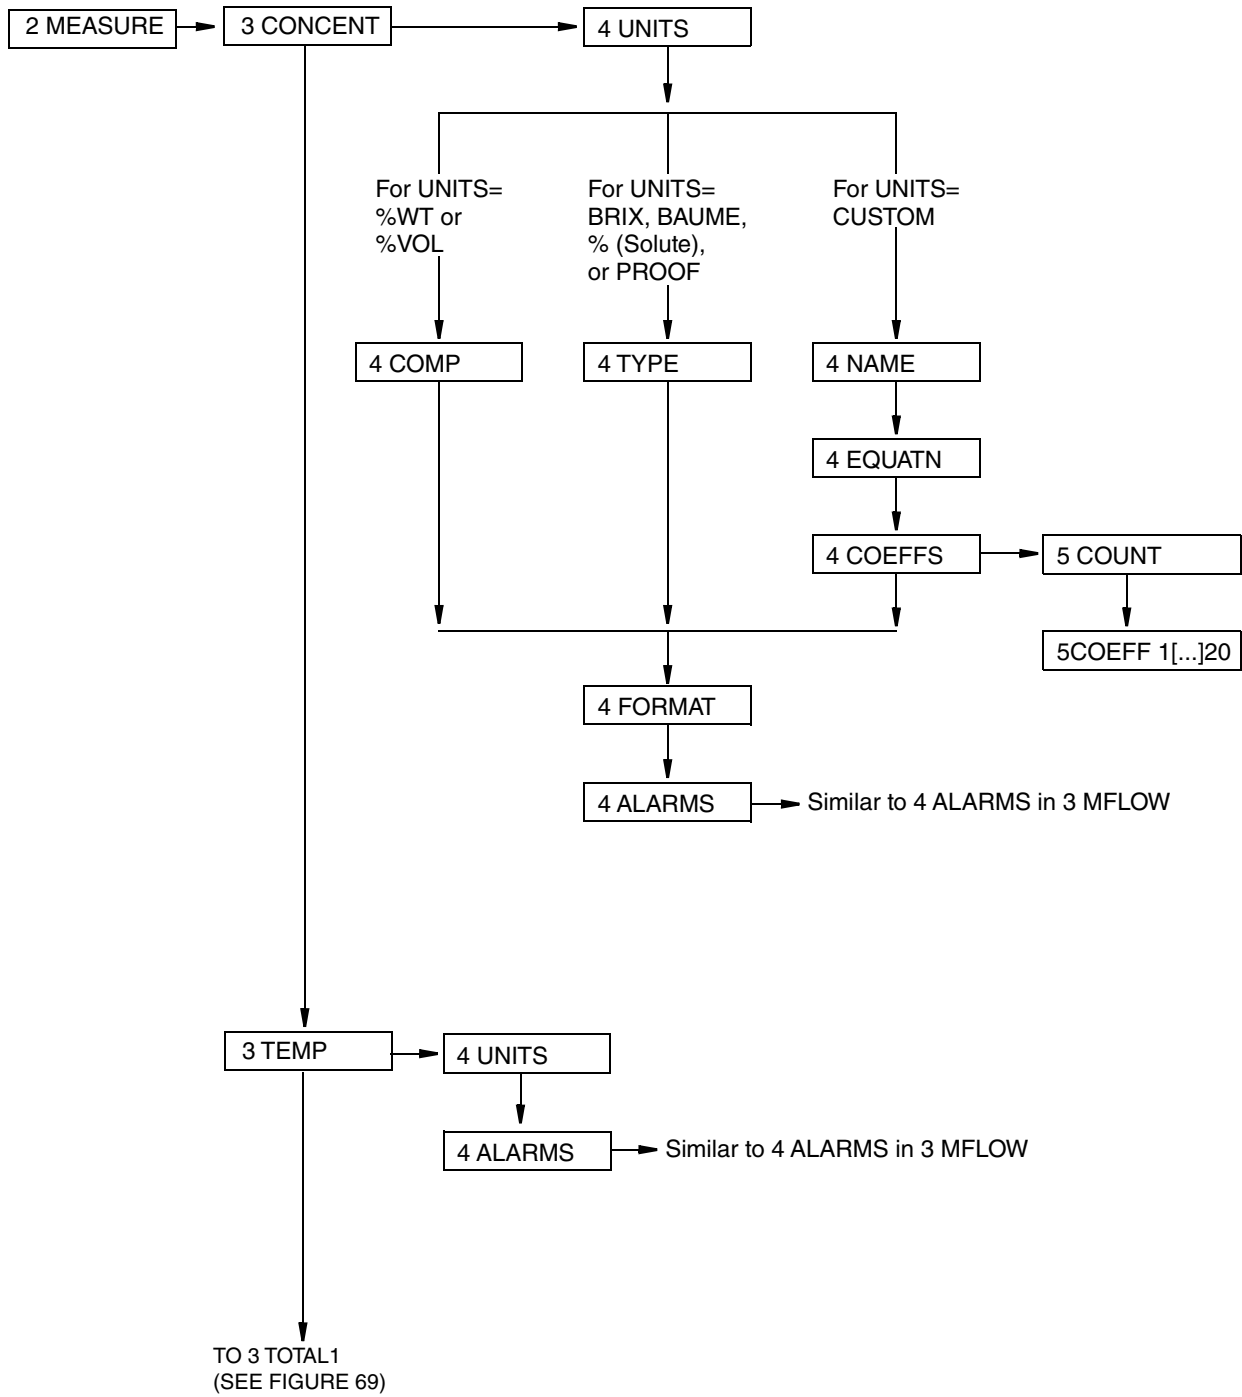 2 MEASURE
3 CONCENT
4 UNITS
For UNITS=
%WT or
%VOL
For UNITS=
BRIX, BAUME,
% (Solute),
or PROOF
For UNITS=
CUSTOM
4 COMP
4 TYPE
4 NAME
4 EQUATN
4 COEFFS
5 COUNT
5COEFF 1[...]20
4 FORMAT
4 ALARMS
Similar to 4 ALARMS in 3 MFLOW
3 TEMP
4 UNITS
4 ALARMS
Similar to 4 ALARMS in 3 MFLOW
TO 3 TOTAL1
(SEE FIGURE 69)